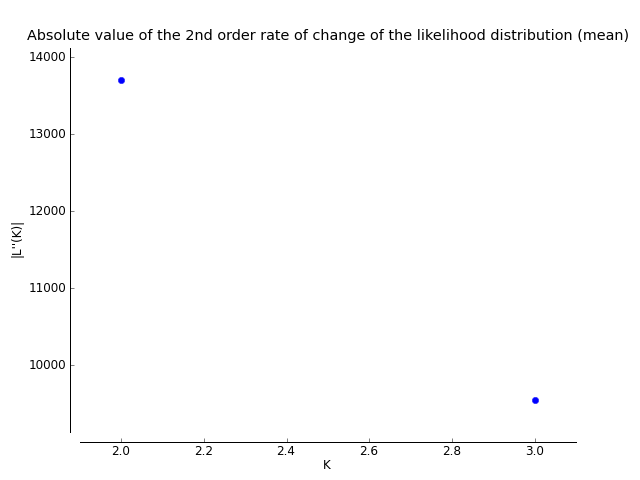 Absolute value of the 2nd order rate of change of the likelihood distribution (mean)
14000
13000
12000
11000
10000
|L''(K)|
2.0 2.2 2.4 2.6 2.8 3.0
K